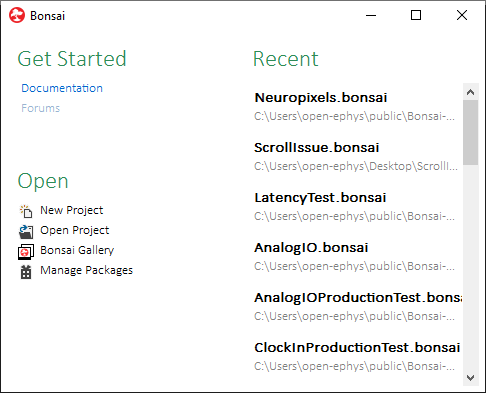 Bonsai
Get Started
Documentation
Forums
Open
New Project
Open Project
Bonsai Gallery
Manage Packages
Recent
Neuropixels.bonsai
C:\Users\open-ephys\public\Bonsai-...
ScrollIssue.bonsai
C:\Users\open-ephys\Desktop\ScrollI...
LatencyTest.bonsai
C:\Users\open-ephys\public\Bonsai-...
AnalogIO.bonsai
C:\Users\open-ephys\public\Bonsai-...
AnalogIOProductionTest.bonsa
C:\Users\open-ephys\public\Bonsai-...
ClockInProductionTest.bonsai
C:\Users\open-ephys\public\Bonsai-...